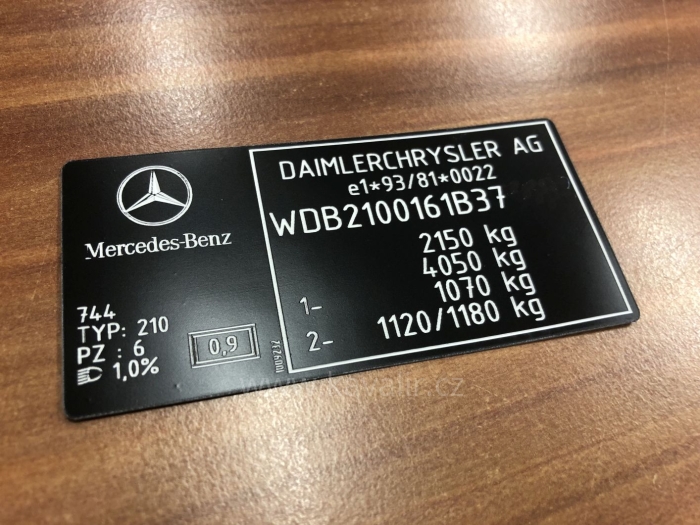 Mercedes-Benz
744
TYP: 210
PZ : 6
1,0%
0,9
1009232
DAIMLERCHRYSLER AG
e1*93/81*0022
WDB2100161B37
2150 kg
4050 kg
1- 1070 kg
2- 1120/1180 kg